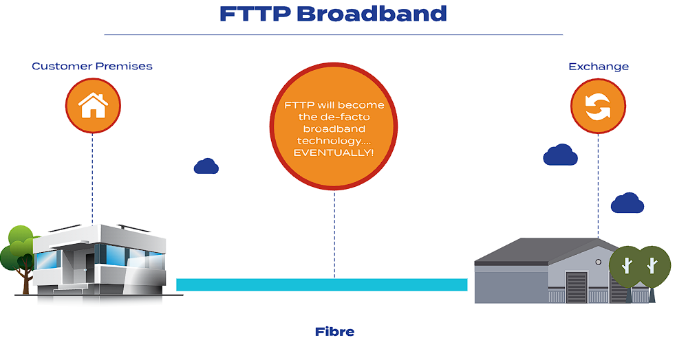 FTTP Broadband
Customer Premises
Exchange
FTTP will become
the de-facto
broadband
technology....
EVENTUALLY!
Fibre